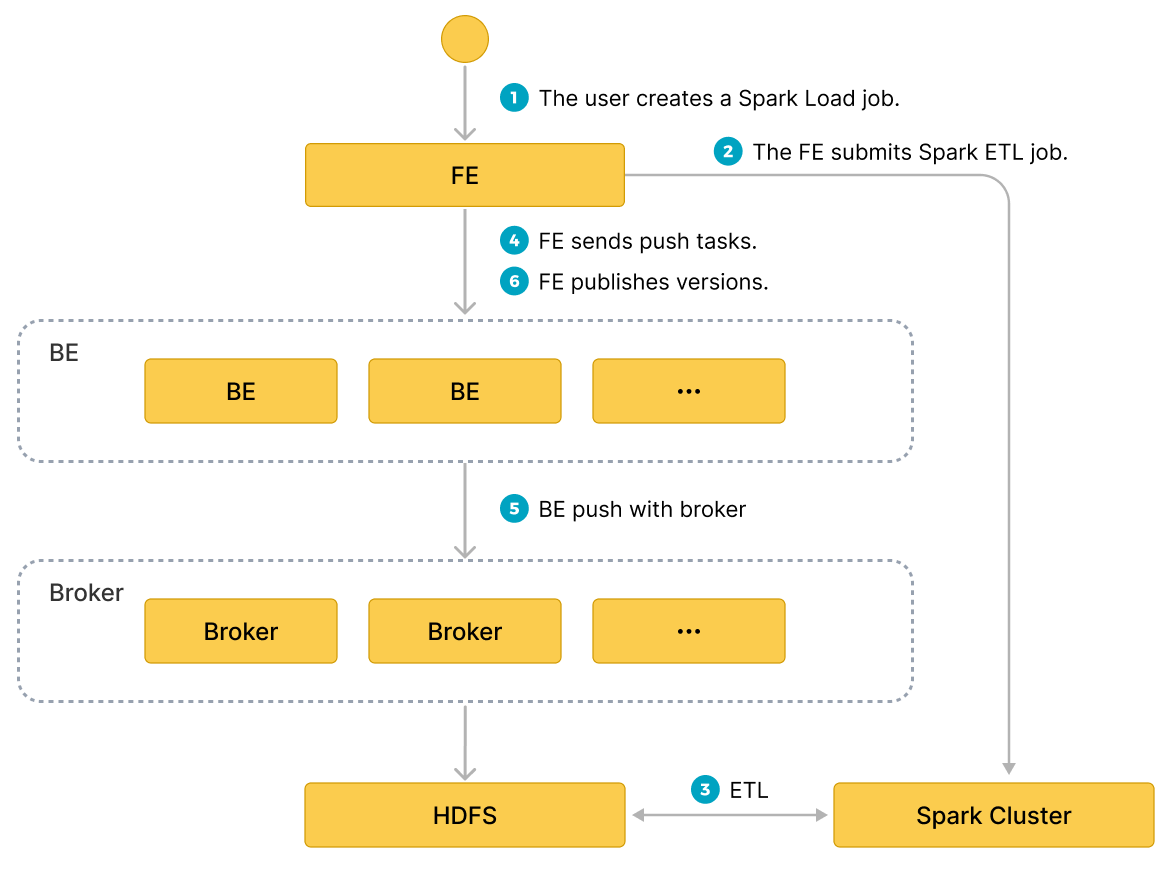 1 The user creates a Spark Load job.
2 The FE submits Spark ETL job.
FE
4 FE sends push tasks.
6 FE publishes versions.
BE
BE BE ...
5 BE push with broker
Broker
Broker Broker ...
3 ETL
HDFS Spark Cluster